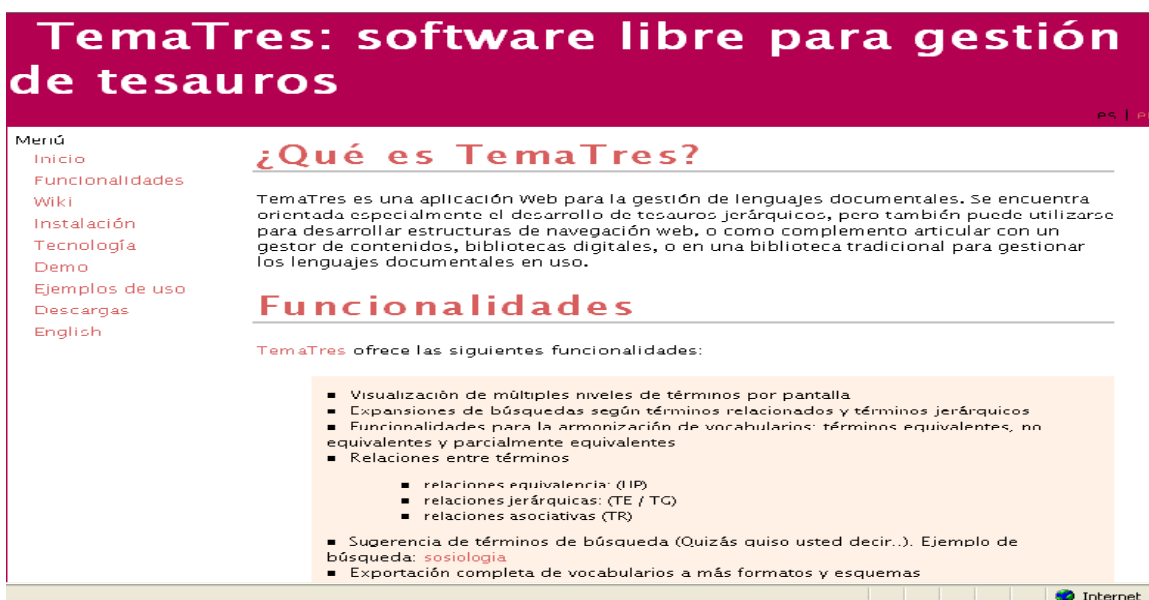 TemaTres: software libre para gestión
de tesauros
es | e
Menú
Inicio
Funcionalidades
Wiki
Instalación
Tecnología
Demo
Ejemplos de uso
Descargas
English
¿Qué es TemaTres?
TemaTres es una aplicación Web para la gestión de lenguajes documentales. Se encuentra
orientada especialmente el desarrollo de tesauros jerárquicos, pero también puede utilizarse
para desarrollar estructuras de navegación web, o como complemento articular con un
gestor de contenidos, bibliotecas digitales, o en una biblioteca tradicional para gestionar
los lenguajes documentales en uso.
Funcionalidades
TemaTres ofrece las siguientes funcionalidades:
▪ Visualización de múltiples niveles de términos por pantalla
▪ Expansiones de búsquedas según términos relacionados y términos jerárquicos
▪ Funcionalidades para la armonización de vocabularios: términos equivalentes, no
equivalentes y parcialmente equivalentes
▪ Relaciones entre términos
▪ relaciones equivalencia: (UP)
▪ relaciones jerárquicas: (TE / TG)
▪ relaciones asociativas (TR)
▪ Sugerencia de términos de búsqueda (Quizás quiso usted decir..). Ejemplo de
búsqueda: sosiologia
▪ Exportación completa de vocabularios a más formatos y esquemas
Internet